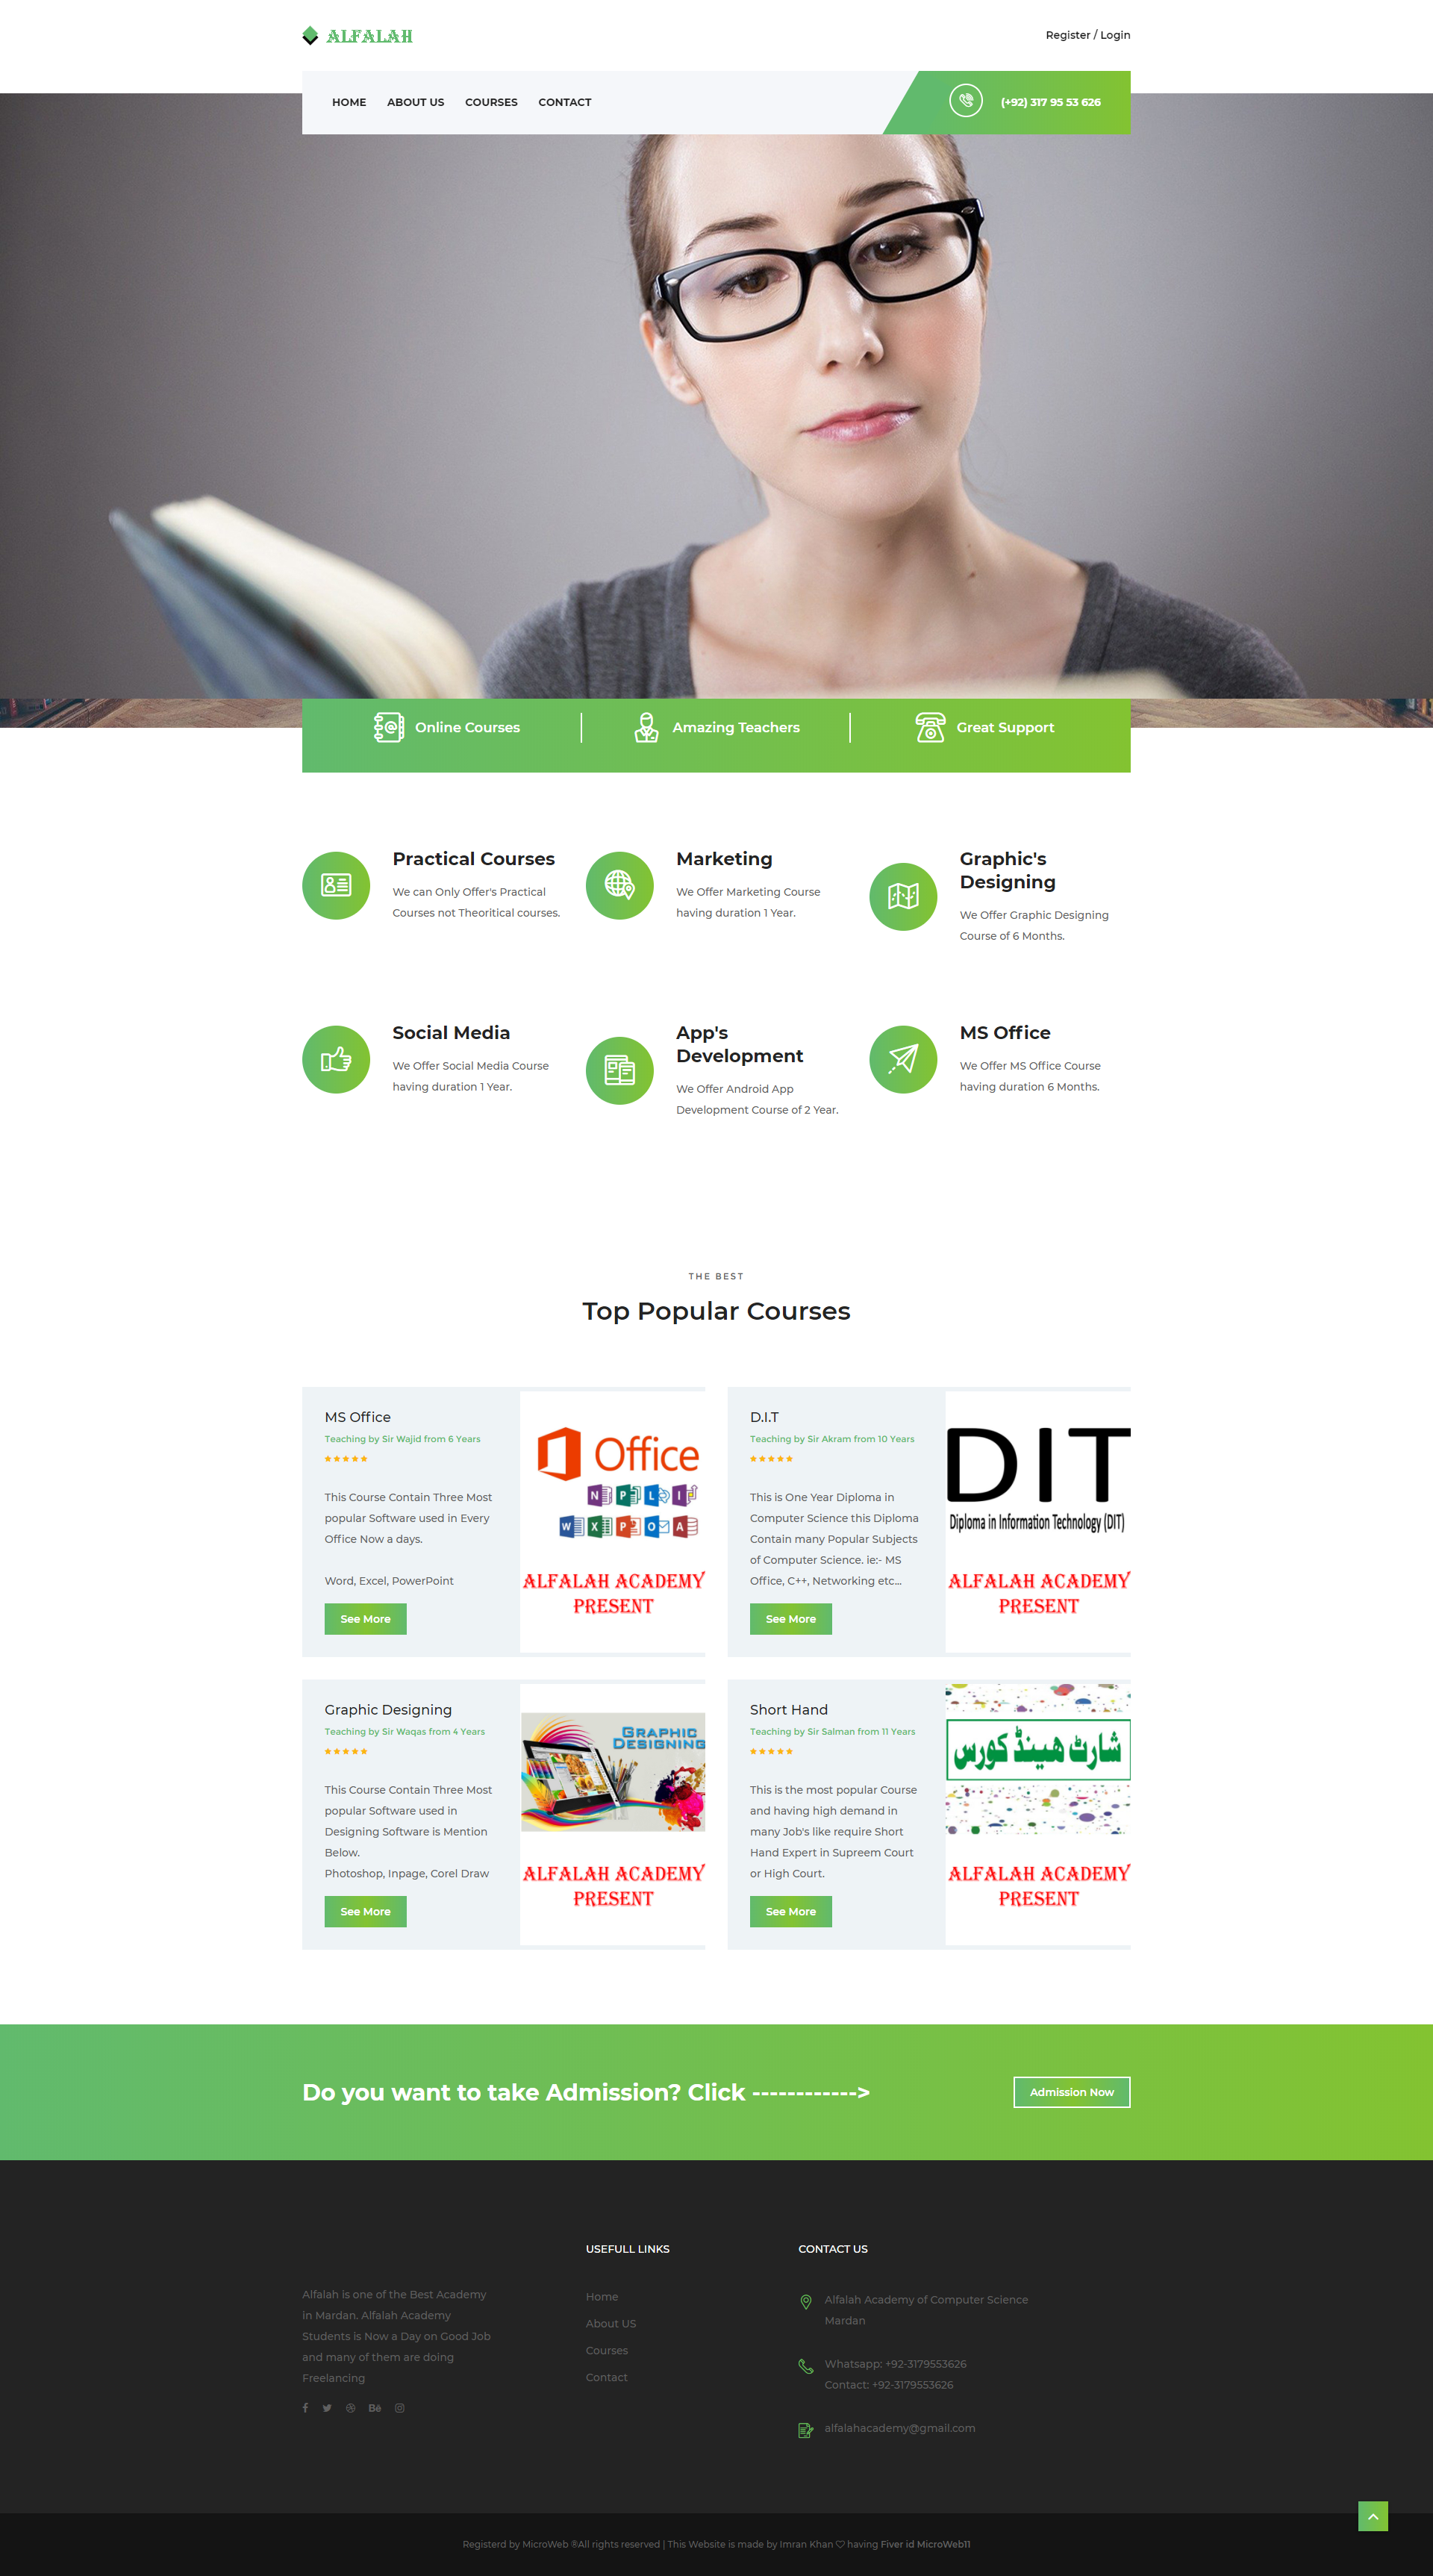 ALFALAH
Register / Login
HOME ABOUT US COURSES CONTACT
(+92) 317 95 53 626
Online Courses
Amazing Teachers
Great Support
Practical Courses
We can Only Offer's Practical
Courses not Theoritical courses.
Marketing
We Offer Marketing Course
having duration 1 Year.
Graphic's
Designing
We Offer Graphic Designing
Course of 6 Months.
Social Media
We Offer Social Media Course
having duration 1 Year.
App's
Development
We Offer Android App
Development Course of 2 Year.
MS Office
We Offer MS Office Course
having duration 6 Months.
THE BEST
Top Popular Courses
MS Office
Teaching by Sir Wajid from 6 Years
This Course Contain Three Most
popular Software used in Every
Office Now a days.
Word, Excel, PowerPoint
See More
Office
N P L I
W X P O A
ALFALAH ACADEMY
PRESENT
D.I.T
Teaching by Sir Akram from 10 Years
This is One Year Diploma in
Computer Science this Diploma
Contain many Popular Subjects
of Computer Science. ie:- MS
Office, C++, Networking etc...
See More
DIT
Diploma in Information Technology (DIT)
ALFALAH ACADEMY
PRESENT
Graphic Designing
Teaching by Sir Waqas from 4 Years
This Course Contain Three Most
popular Software used in
Designing Software is Mention
Below.
Photoshop, Inpage, Corel Draw
See More
GRAPHIC
DESIGNING
ALFALAH ACADEMY
PRESENT
Short Hand
Teaching by Sir Salman from 11 Years
This is the most popular Course
and having high demand in
many Job's like require Short
Hand Expert in Supreem Court
or High Court.
See More
شارٹ ھینڈ کورس
ALFALAH ACADEMY
PRESENT
Do you want to take Admission? Click ------------>
Admission Now
Alfalah is one of the Best Academy
in Mardan. Alfalah Academy
Students is Now a Day on Good Job
and many of them are doing
Freelancing
USEFULL LINKS
Home
About US
Courses
Contact
CONTACT US
Alfalah Academy of Computer Science
Mardan
Whatsapp: +92-3179553626
Contact: +92-3179553626
alfalahacademy@gmail.com
Registerd by MicroWeb ®All rights reserved | This Website is made by Imran Khan ♡ having Fiver id MicroWeb11